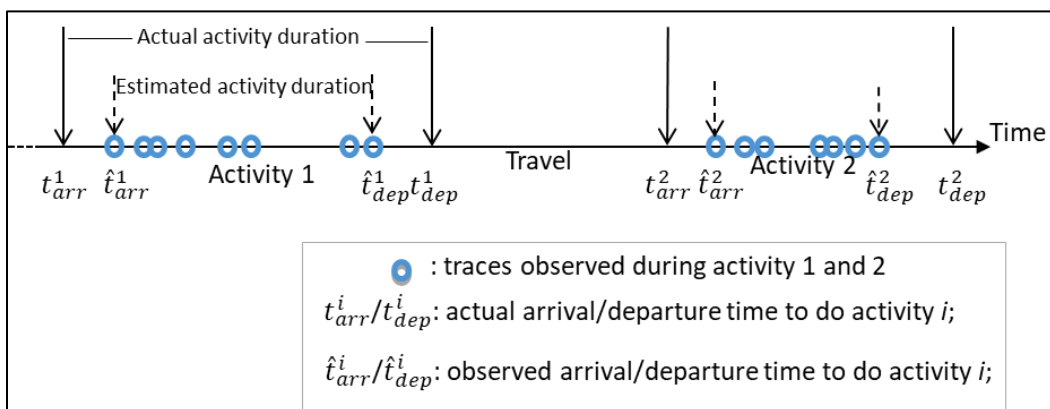 Actual activity duration
Estimated activity duration
Time
Travel
Activity 1
Activity 2
t¹arr t̂¹arr t̂¹dep t¹dep t²arr t̂²arr t̂²dep t²dep
: traces observed during activity 1 and 2
tⁱarr/tⁱdep: actual arrival/departure time to do activity i;
t̂ⁱarr/t̂ⁱdep: observed arrival/departure time to do activity i;